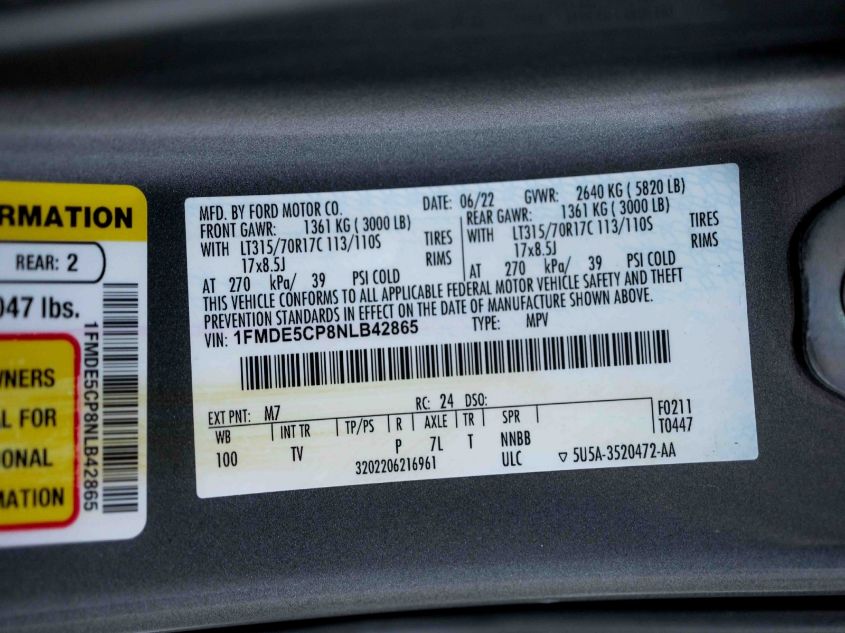 RMATION
REAR: 2
047 lbs.
WNERS
L FOR
ONAL
MATION
1FMDE5CP8NLB42865
MFD. BY FORD MOTOR CO. DATE: 06/22 GVWR: 2640 KG ( 5820 LB)
FRONT GAWR: 1361 KG ( 3000 LB) REAR GAWR: 1361 KG ( 3000 LB)
WITH LT315/70R17C 113/110S TIRES WITH LT315/70R17C 113/110S TIRES
17x8.5J RIMS 17x8.5J RIMS
AT 270 kPa/ 39 PSI COLD AT 270 kPa/ 39 PSI COLD
THIS VEHICLE CONFORMS TO ALL APPLICABLE FEDERAL MOTOR VEHICLE SAFETY AND THEFT
PREVENTION STANDARDS IN EFFECT ON THE DATE OF MANUFACTURE SHOWN ABOVE.
VIN: 1FMDE5CP8NLB42865 TYPE: MPV
EXT PNT: M7 RC: 24 DSO: F0211
WB INT TR TP/PS R AXLE TR SPR T0447
100 TV P 7L T NNBB
3202206216961 ULC ▽ 5U5A-3520472-AA